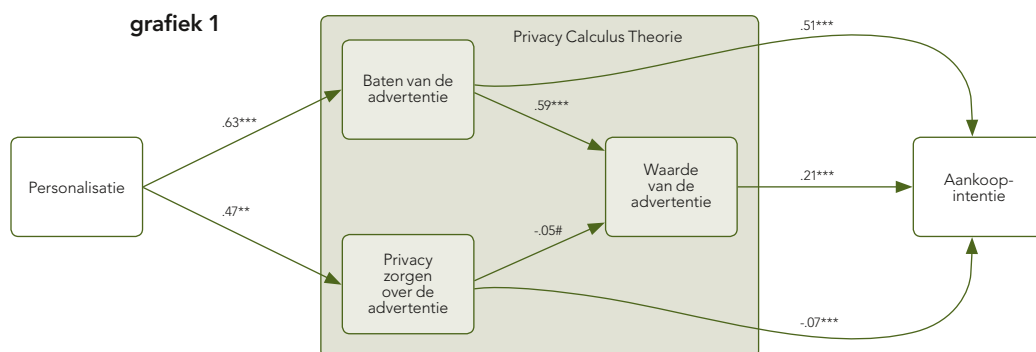 grafiek 1
Privacy Calculus Theorie
.51***
Baten van de
advertentie
.63***
.59***
Personalisatie
Waarde
van de
advertentie
.21***
Aankoop-
intentie
.47**
-.05#
Privacy
zorgen
over de
advertentie
-.07***